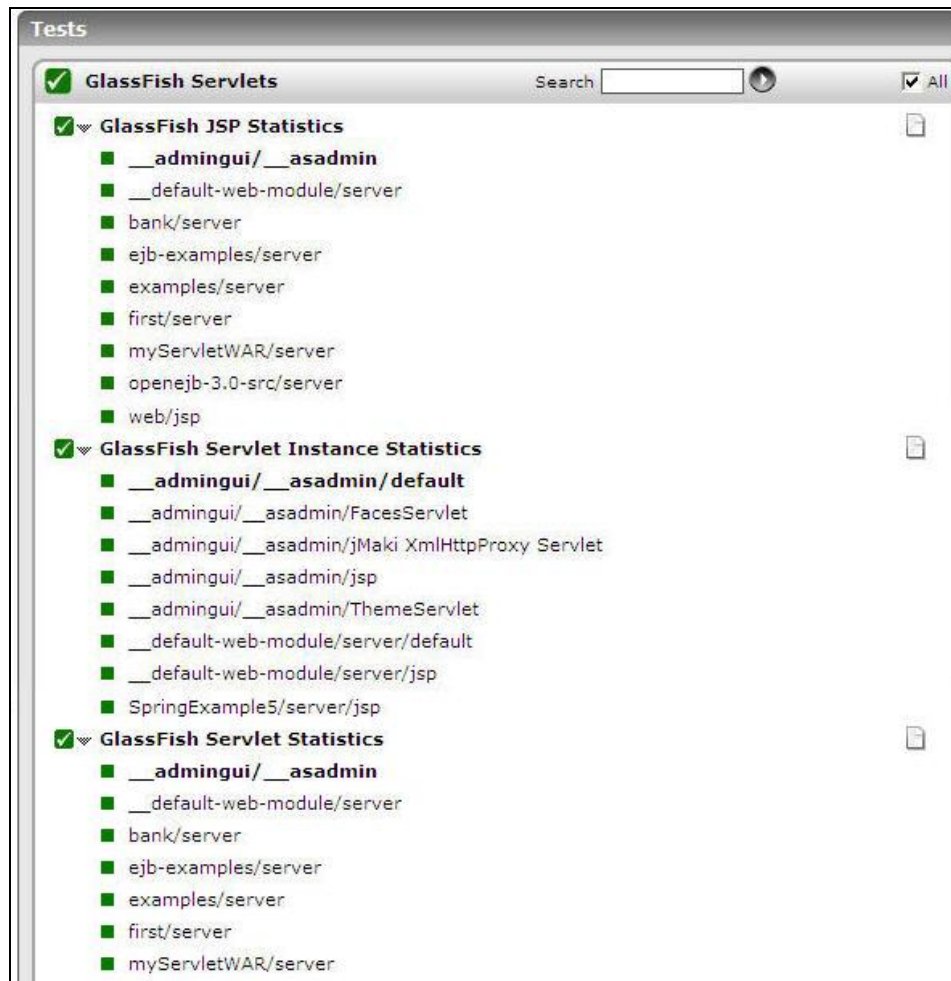 Tests
GlassFish Servlets Search All
GlassFish JSP Statistics
__admingui/__asadmin
__default-web-module/server
bank/server
ejb-examples/server
examples/server
first/server
myServletWAR/server
openejb-3.0-src/server
web/jsp
GlassFish Servlet Instance Statistics
__admingui/__asadmin/default
__admingui/__asadmin/FacesServlet
__admingui/__asadmin/jMaki XmlHttpProxy Servlet
__admingui/__asadmin/jsp
__admingui/__asadmin/ThemeServlet
__default-web-module/server/default
__default-web-module/server/jsp
SpringExample5/server/jsp
GlassFish Servlet Statistics
__admingui/__asadmin
__default-web-module/server
bank/server
ejb-examples/server
examples/server
first/server
myServletWAR/server